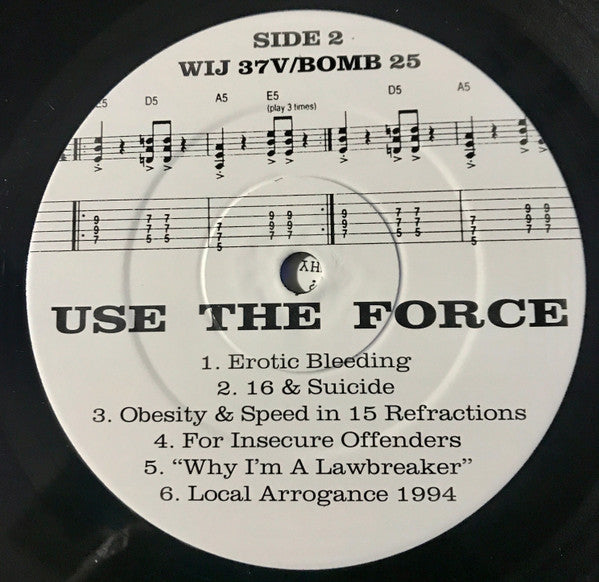 SIDE 2
WIJ 37V/BOMB 25
E5 D5 A5 E5 D5 A5
(play 3 times)
USE THE FORCE
1. Erotic Bleeding
2. 16 & Suicide
3. Obesity & Speed in 15 Refractions
4. For Insecure Offenders
5. “Why I'm A Lawbreaker”
6. Local Arrogance 1994